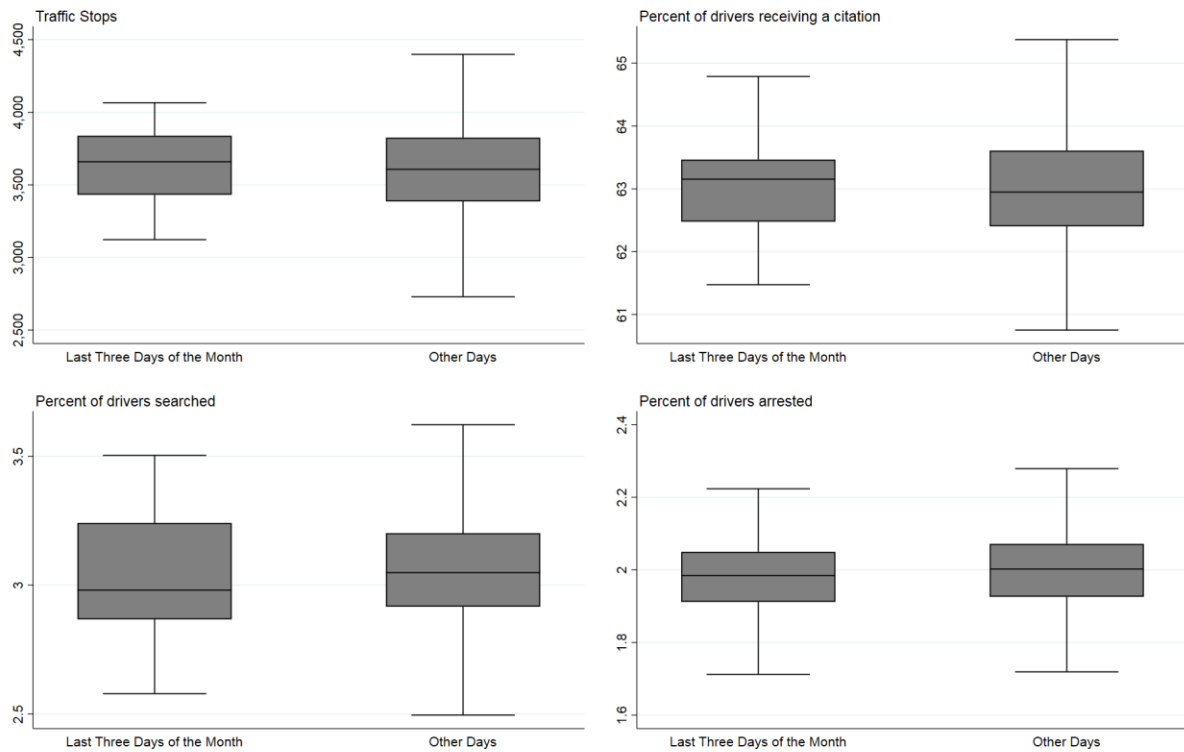 Traffic Stops
4,500
4,000
3,500
3,000
2,500
Last Three Days of the Month
Other Days
Percent of drivers receiving a citation
65
64
63
62
61
Last Three Days of the Month
Other Days
Percent of drivers searched
3.5
3
2.5
Last Three Days of the Month
Other Days
Percent of drivers arrested
2.4
2.2
2
1.8
1.6
Last Three Days of the Month
Other Days